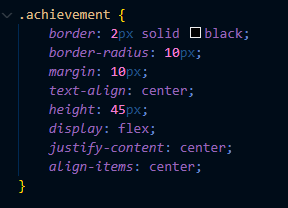 .achievement {
border: 2px solid black;
border-radius: 10px;
margin: 10px;
text-align: center;
height: 45px;
display: flex;
justify-content: center;
align-items: center;
}